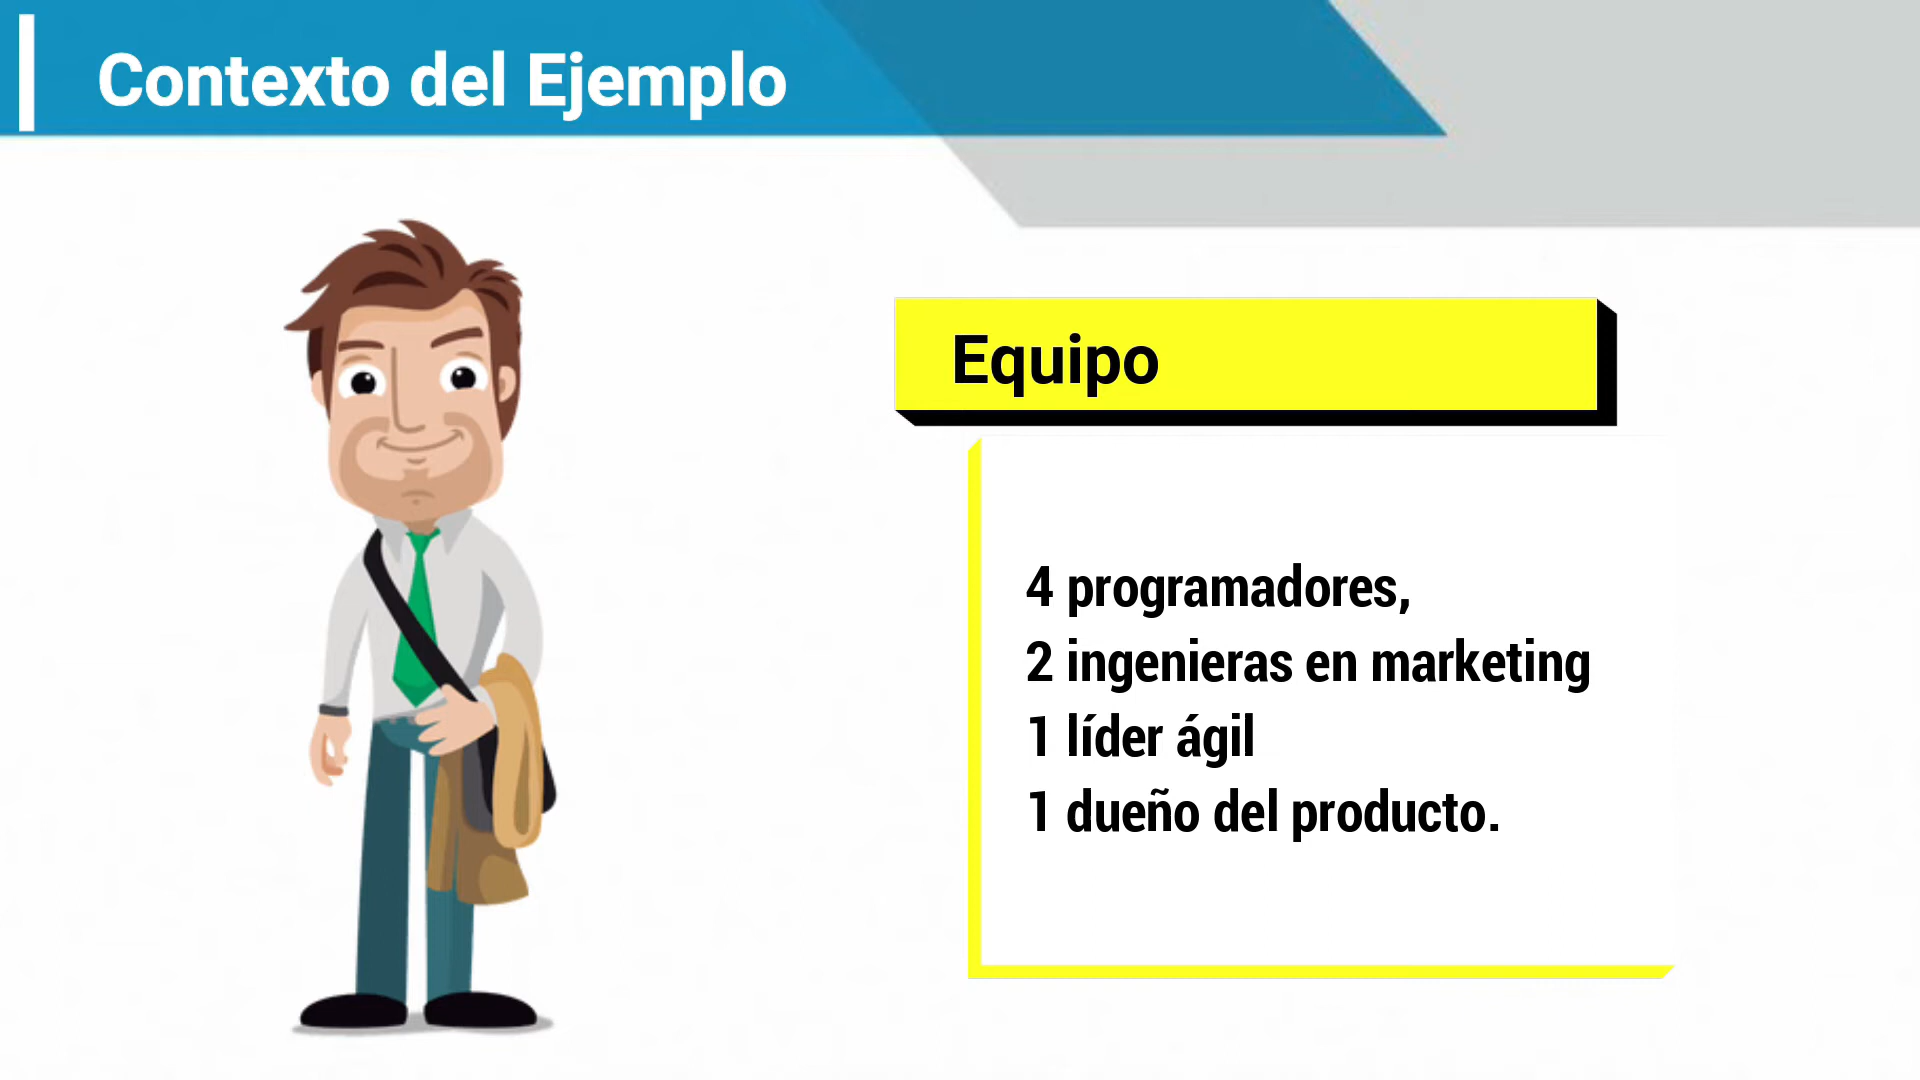 Contexto del Ejemplo
Equipo
4 programadores,
2 ingenieras en marketing
1 líder ágil
1 dueño del producto.